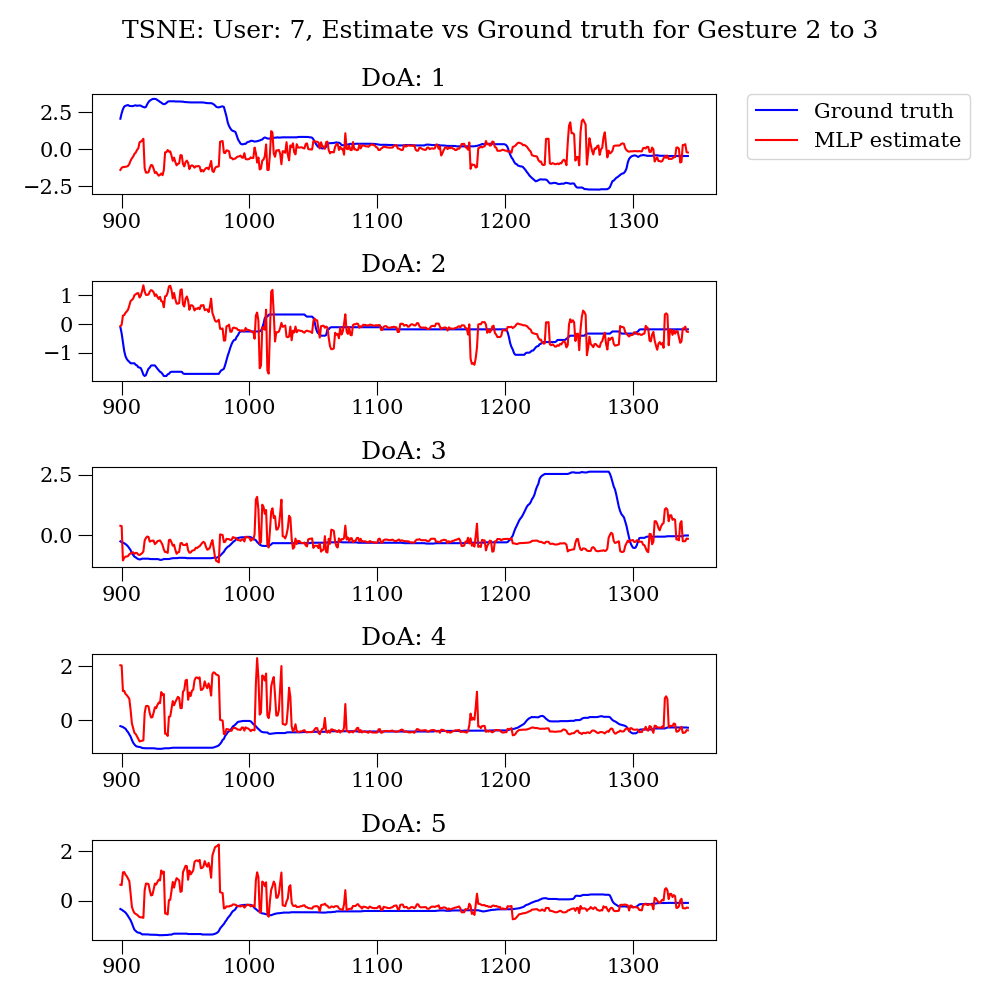 TSNE: User: 7, Estimate vs Ground truth for Gesture 2 to 3
DoA: 1
Ground truth
MLP estimate
2.5
0.0
−2.5
900 1000 1100 1200 1300
DoA: 2
1
0
−1
900 1000 1100 1200 1300
DoA: 3
2.5
0.0
900 1000 1100 1200 1300
DoA: 4
2
0
900 1000 1100 1200 1300
DoA: 5
2
0
900 1000 1100 1200 1300